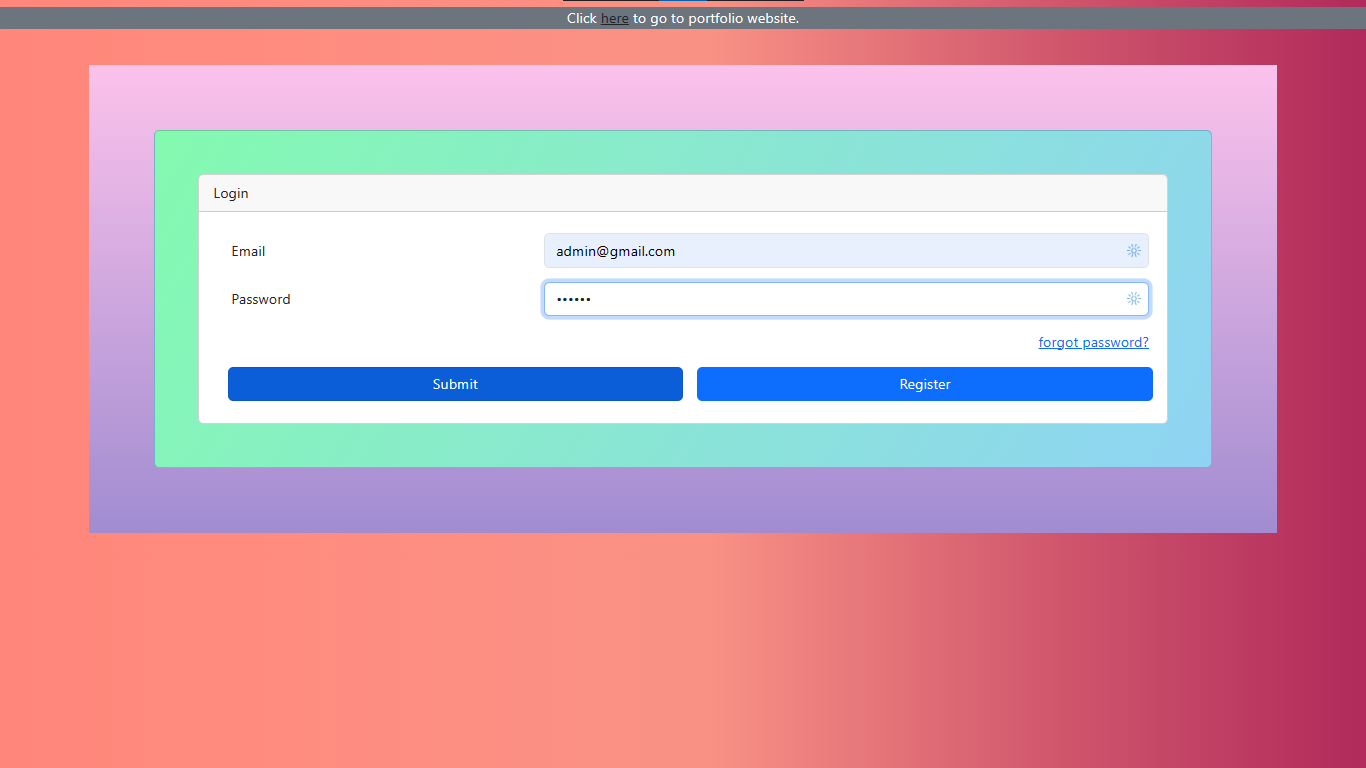 Click here to go to portfolio website.
Login
Email admin@gmail.com
Password ••••••
forgot password?
Submit Register